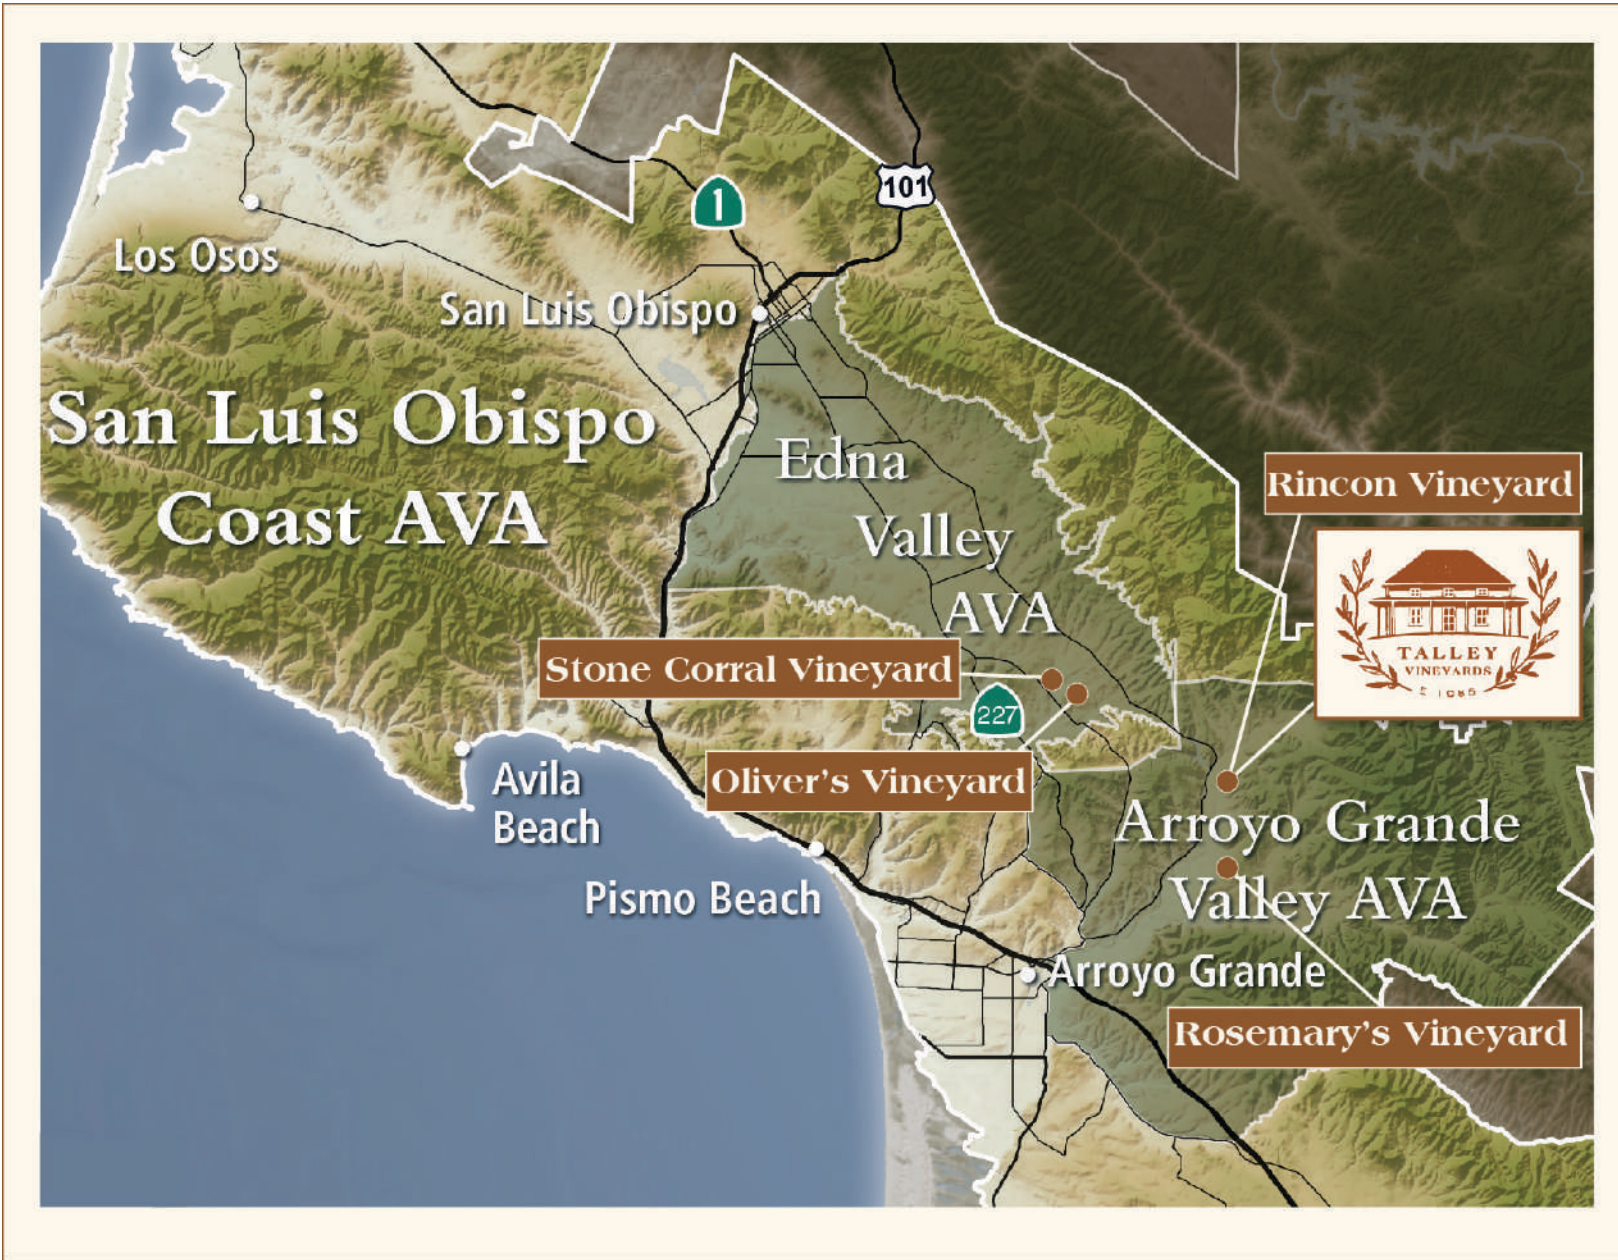 1
101
Los Osos
San Luis Obispo
San Luis Obispo
Coast AVA
Edna
Valley
AVA
Rincon Vineyard
TALLEY
VINEYARDS
Stone Corral Vineyard
227
Oliver's Vineyard
Avila
Beach
Arroyo Grande
Valley AVA
Pismo Beach
Arroyo Grande
Rosemary's Vineyard